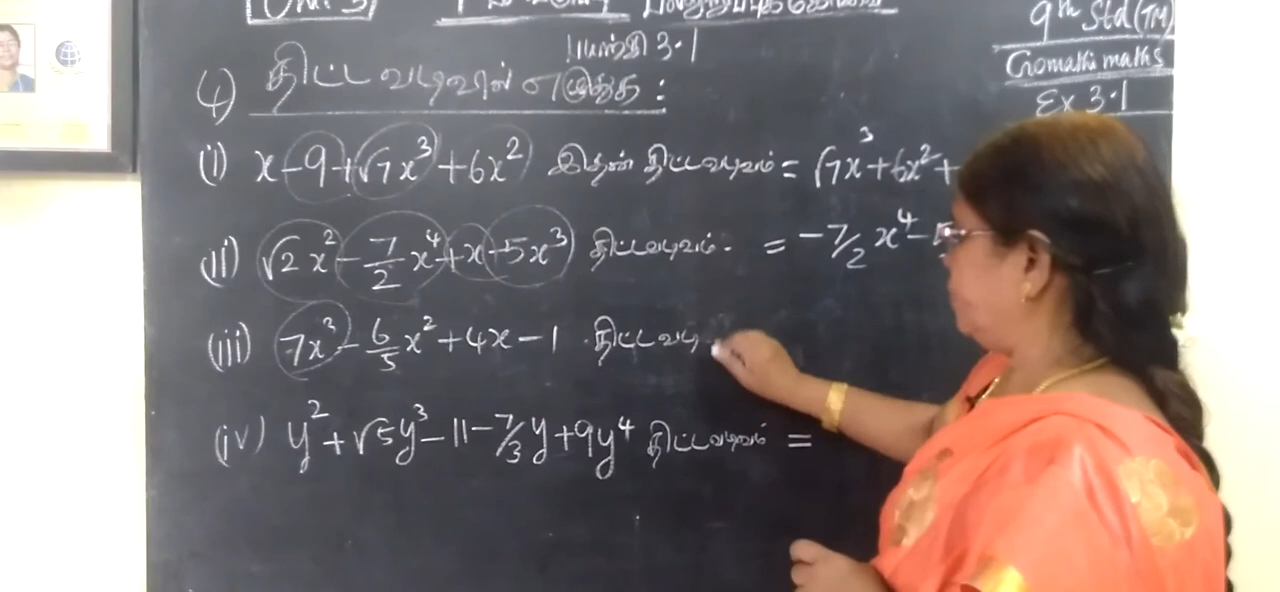 Unit 3
9th Std (TM)
பயிற்சி 3.1
Gomathi maths
Ex 3.1
4) திட்ட வடிவில் எழுதுக :
(i) x - 9 + √7x³ + 6x² இதன் திட்டவடிவம் = √7x³ + 6x² +
(ii) √2x² - 7/2 x⁴ + x - 5x³ திட்டவடிவம். = -7/2 x⁴ -
(iii) 7x³ - 6/5 x² + 4x - 1 . திட்டவடி
(iv) y² + √5y³ - 11 - 7/3 y + 9y⁴ திட்டவடிவம் =